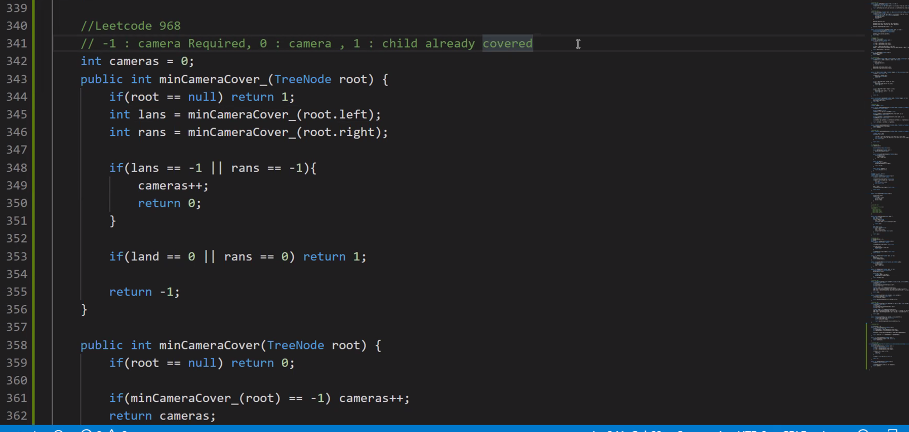 339
340 //Leetcode 968
341 // -1 : camera Required, 0 : camera , 1 : child already covered
342 int cameras = 0;
343 public int minCameraCover_(TreeNode root) {
344 if(root == null) return 1;
345 int lans = minCameraCover_(root.left);
346 int rans = minCameraCover_(root.right);
347
348 if(lans == -1 || rans == -1){
349 cameras++;
350 return 0;
351 }
352
353 if(land == 0 || rans == 0) return 1;
354
355 return -1;
356 }
357
358 public int minCameraCover(TreeNode root) {
359 if(root == null) return 0;
360
361 if(minCameraCover_(root) == -1) cameras++;
362 return cameras;